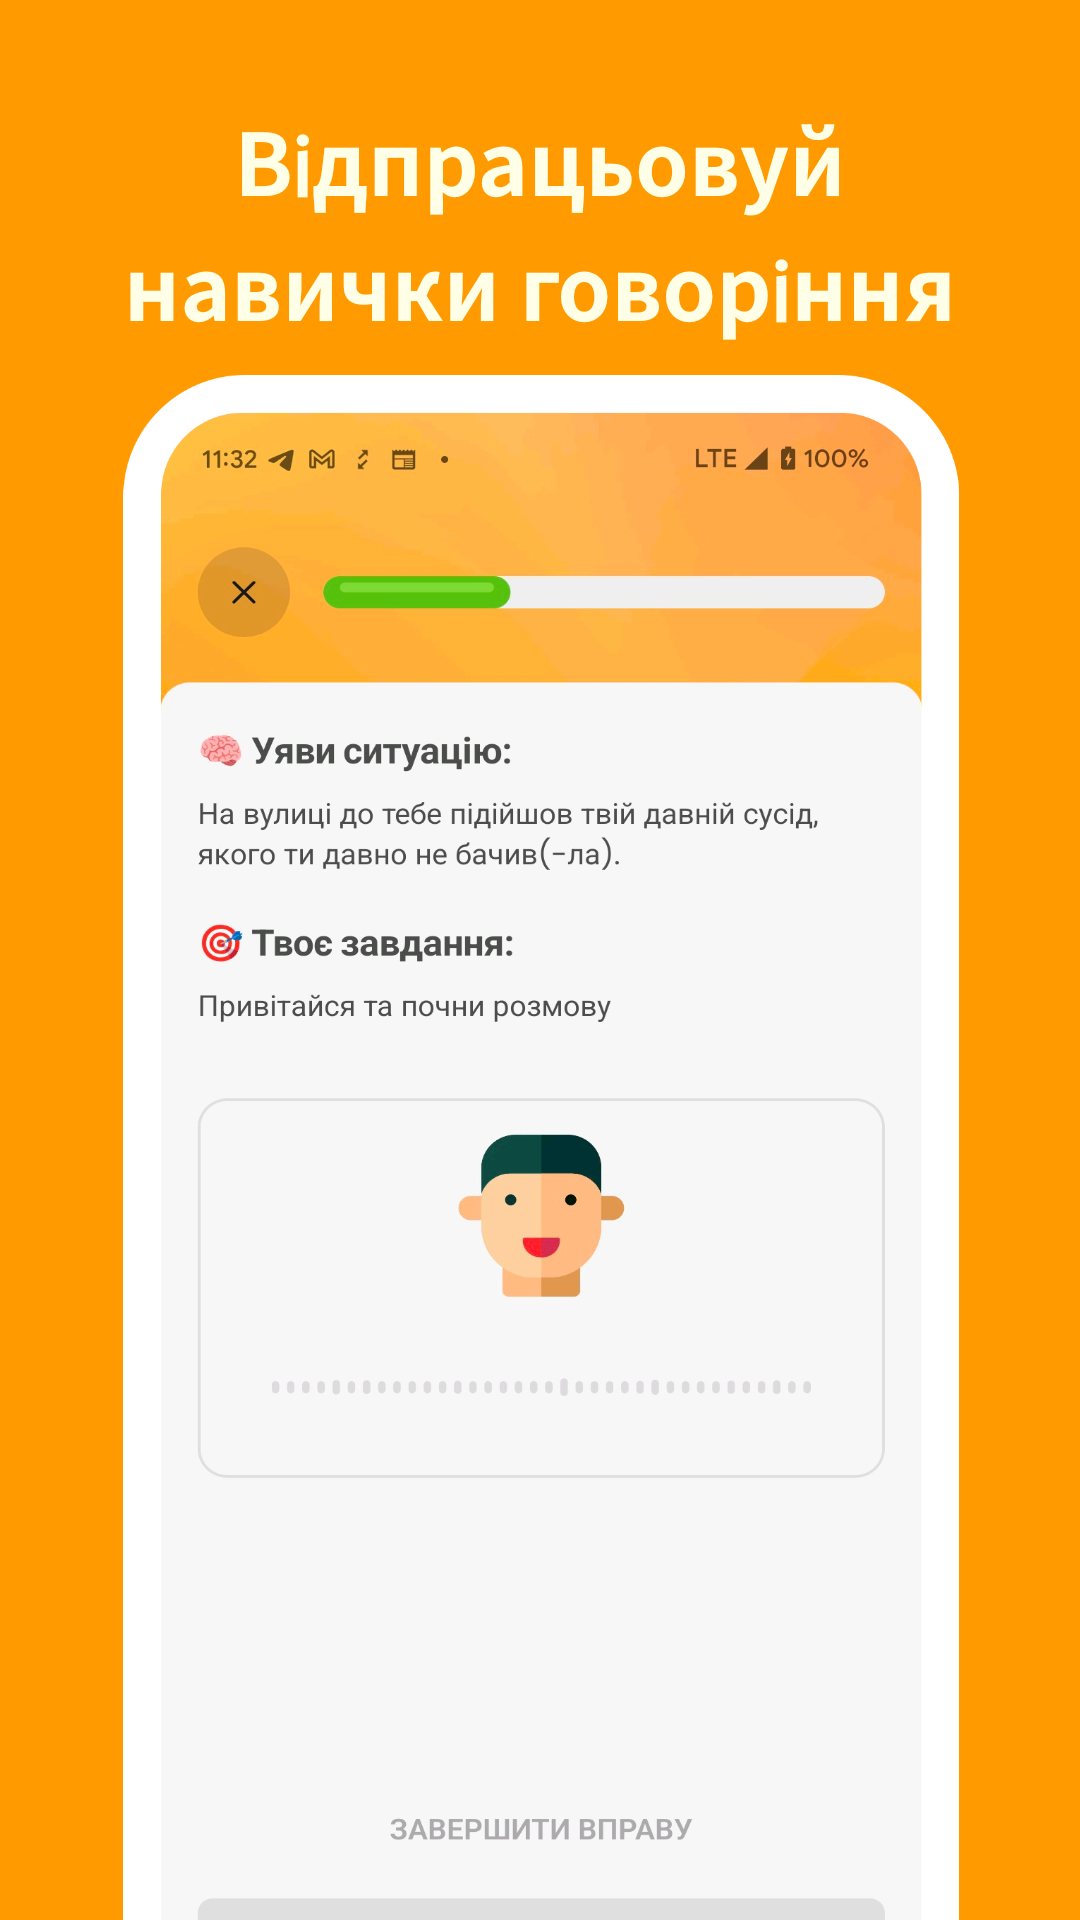 Відпрацьовуй
навички говоріння
11:32
LTE 100%
Уяви ситуацію:
На вулиці до тебе підійшов твій давній сусід,
якого ти давно не бачив(-ла).
Твоє завдання:
Привітайся та почни розмову
ЗАВЕРШИТИ ВПРАВУ